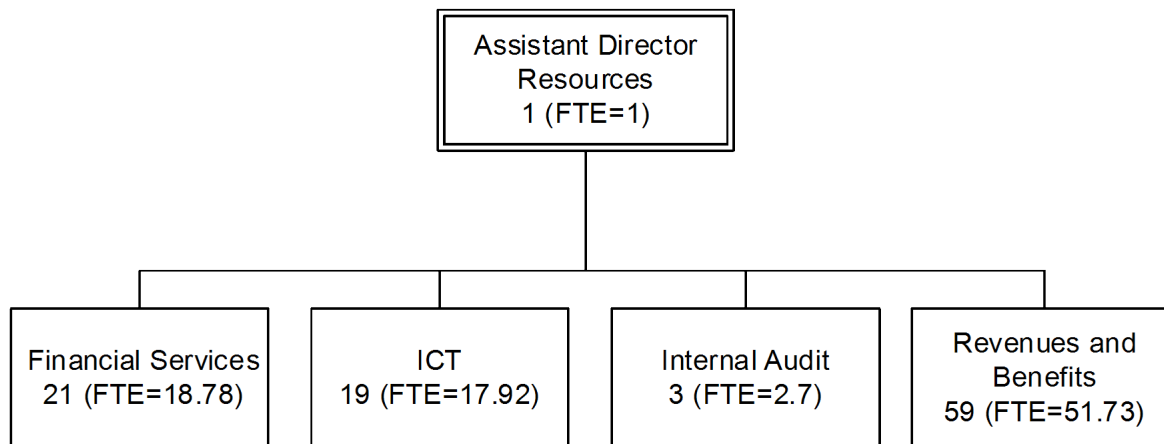 Assistant Director
Resources
1 (FTE=1)
Financial Services
21 (FTE=18.78)
ICT
19 (FTE=17.92)
Internal Audit
3 (FTE=2.7)
Revenues and
Benefits
59 (FTE=51.73)